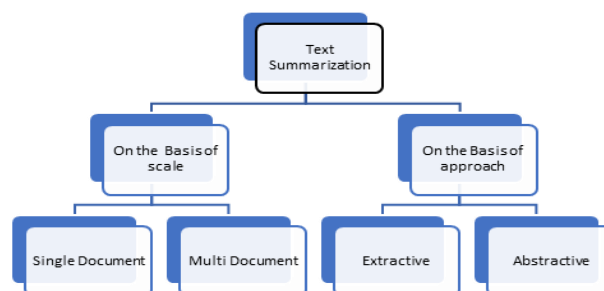 Text
Summarization
On the Basis of
scale
On the Basis of
approach
Single Document
Multi Document
Extractive
Abstractive